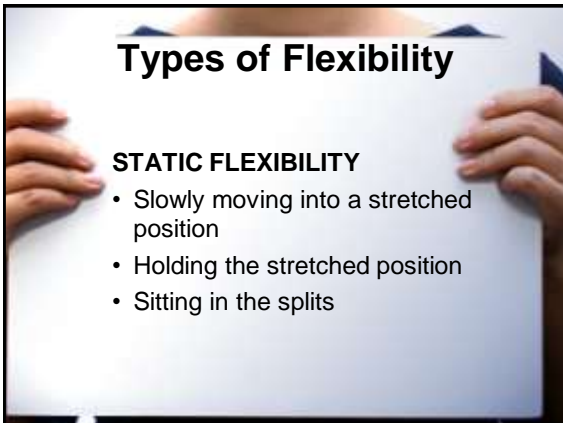 Types of Flexibility
STATIC FLEXIBILITY
• Slowly moving into a stretched
position
• Holding the stretched position
• Sitting in the splits